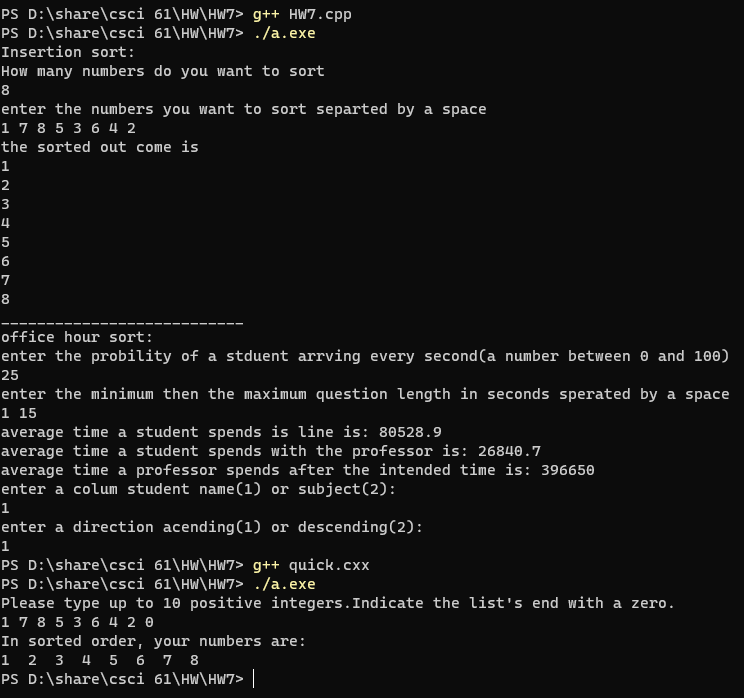 PS D:\share\csci 61\HW\HW7> g++ HW7.cpp
PS D:\share\csci 61\HW\HW7> ./a.exe
Insertion sort:
How many numbers do you want to sort
8
enter the numbers you want to sort separted by a space
1 7 8 5 3 6 4 2
the sorted out come is
1
2
3
4
5
6
7
8
___________________________
office hour sort:
enter the probility of a stduent arrving every second(a number between 0 and 100)
25
enter the minimum then the maximum question length in seconds sperated by a space
1 15
average time a student spends is line is: 80528.9
average time a student spends with the professor is: 26840.7
average time a professor spends after the intended time is: 396650
enter a colum student name(1) or subject(2):
1
enter a direction acending(1) or descending(2):
1
PS D:\share\csci 61\HW\HW7> g++ quick.cxx
PS D:\share\csci 61\HW\HW7> ./a.exe
Please type up to 10 positive integers.Indicate the list's end with a zero.
1 7 8 5 3 6 4 2 0
In sorted order, your numbers are:
1  2  3  4  5  6  7  8
PS D:\share\csci 61\HW\HW7>